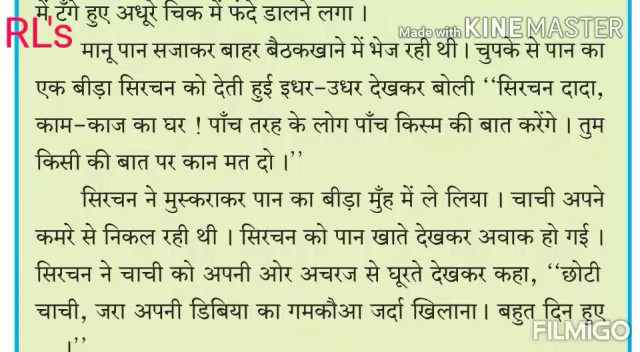 में टँगे हुए अधूरे चिक में फंदे डालने लगा ।
RL's
Made with KINEMASTER
मानू पान सजाकर बाहर बैठकखाने में भेज रही थी । चुपके से पान का
एक बीड़ा सिरचन को देती हुई इधर-उधर देखकर बोली ‘‘सिरचन दादा,
काम-काज का घर ! पाँच तरह के लोग पाँच किस्म की बात करेंगे । तुम
किसी की बात पर कान मत दो ।’’
सिरचन ने मुस्कराकर पान का बीड़ा मुँह में ले लिया । चाची अपने
कमरे से निकल रही थी । सिरचन को पान खाते देखकर अवाक हो गई ।
सिरचन ने चाची को अपनी ओर अचरज से घूरते देखकर कहा, ‘‘छोटी
चाची, जरा अपनी डिबिया का गमकौआ जर्दा खिलाना । बहुत दिन हुए
FILMIGO
।’’